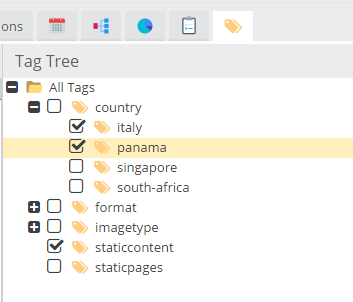 ons
Tag Tree
All Tags
country
italy
panama
singapore
south-africa
format
imagetype
staticcontent
staticpages